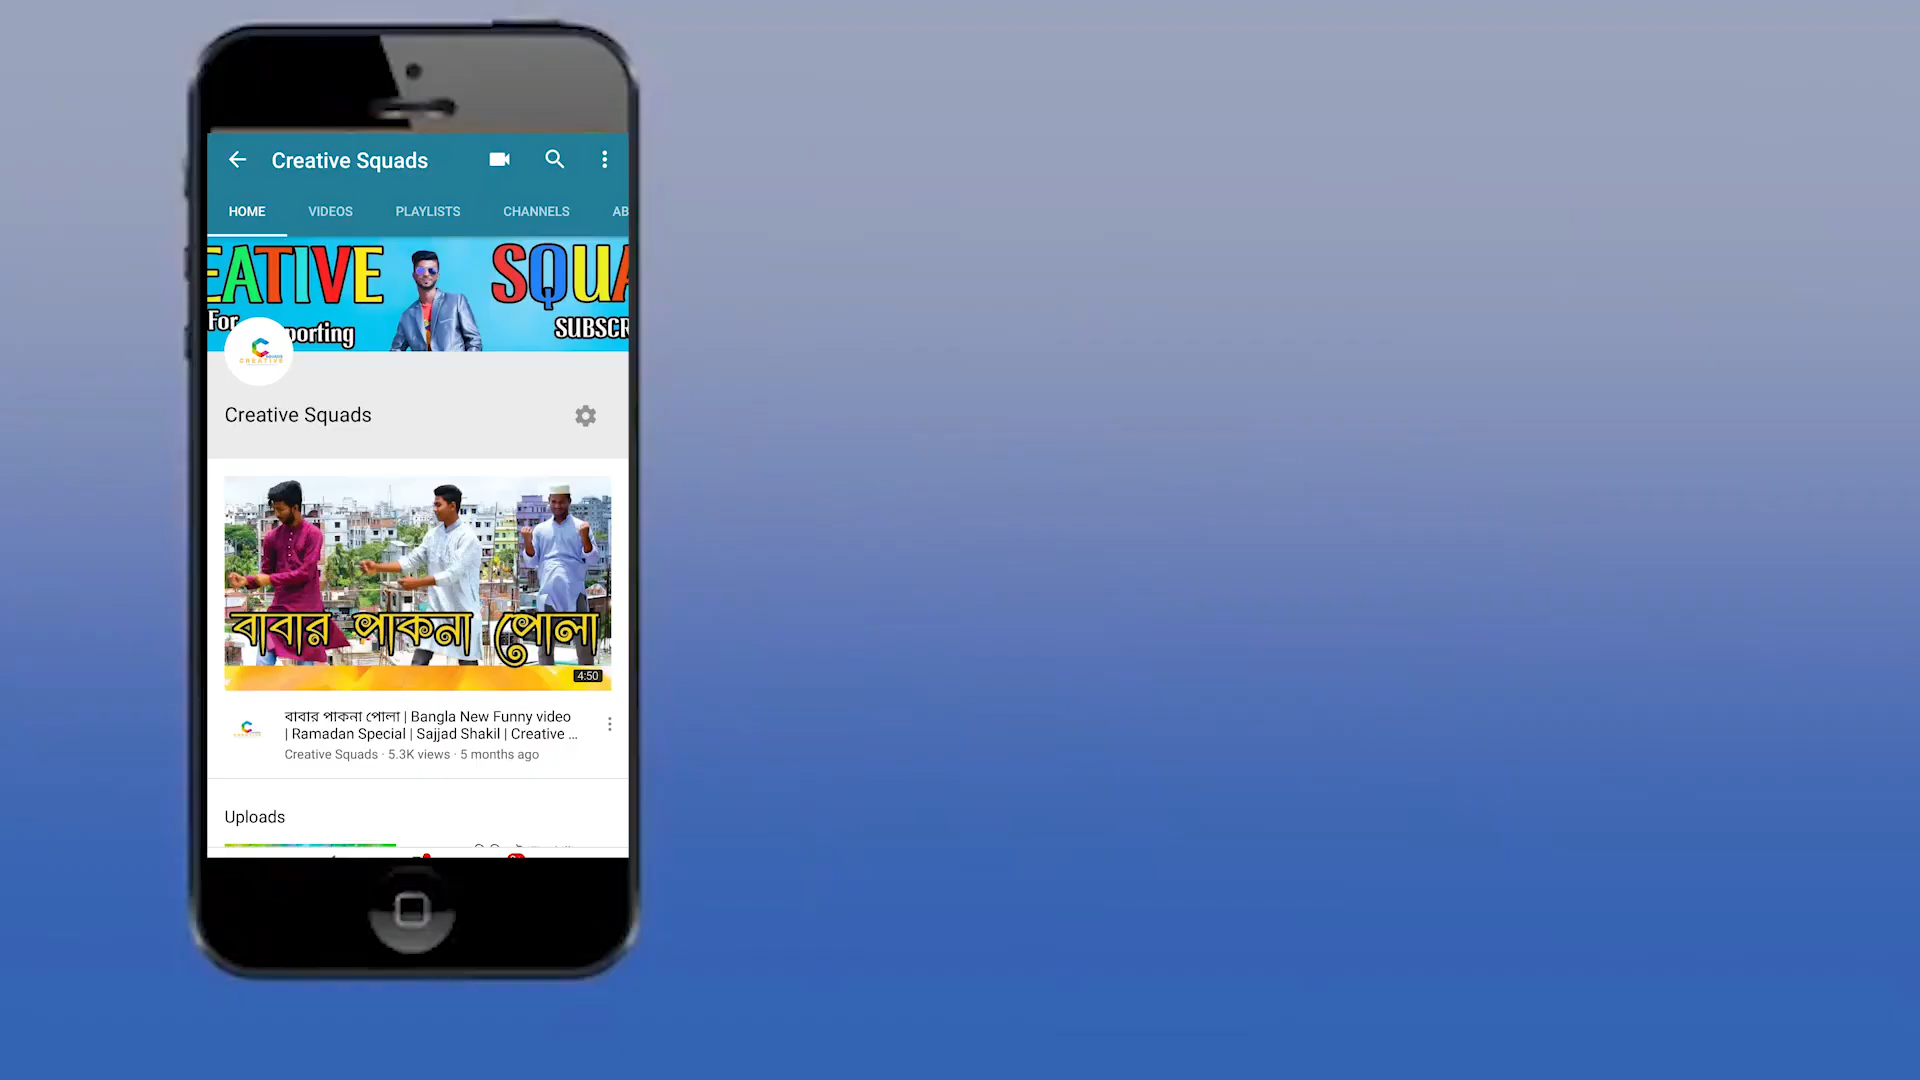 Creative Squads
HOME VIDEOS PLAYLISTS CHANNELS AB
EATIVE SQUA
For porting SUBSCR
CREATIVE
Creative Squads
বাবার পাকনা পোলা
4:50
বাবার পাকনা পোলা | Bangla New Funny video
| Ramadan Special | Sajjad Shakil | Creative ...
Creative Squads · 5.3K views · 5 months ago
Uploads